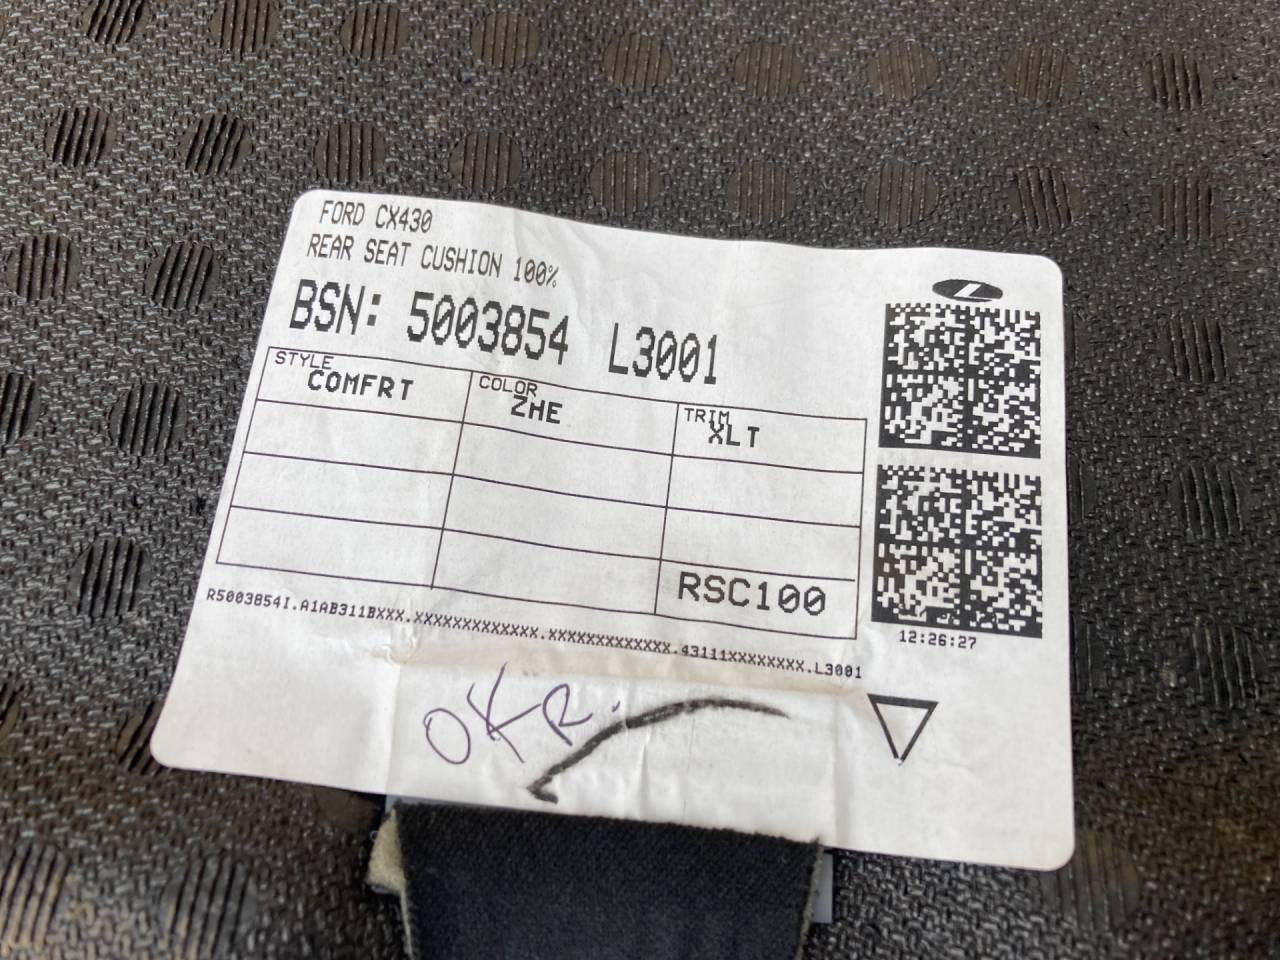 FORD CX430
REAR SEAT CUSHION 100%
BSN: 5003854 L3001
STYLE COLOR TRIM
COMFRT ZHE XLT
RSC100
R5003854I.A1AB311BXXX.XXXXXXXXXXXXX.XXXXXXXXXXXXX.43111XXXXXXXX.L3001
12:26:27
OKR.